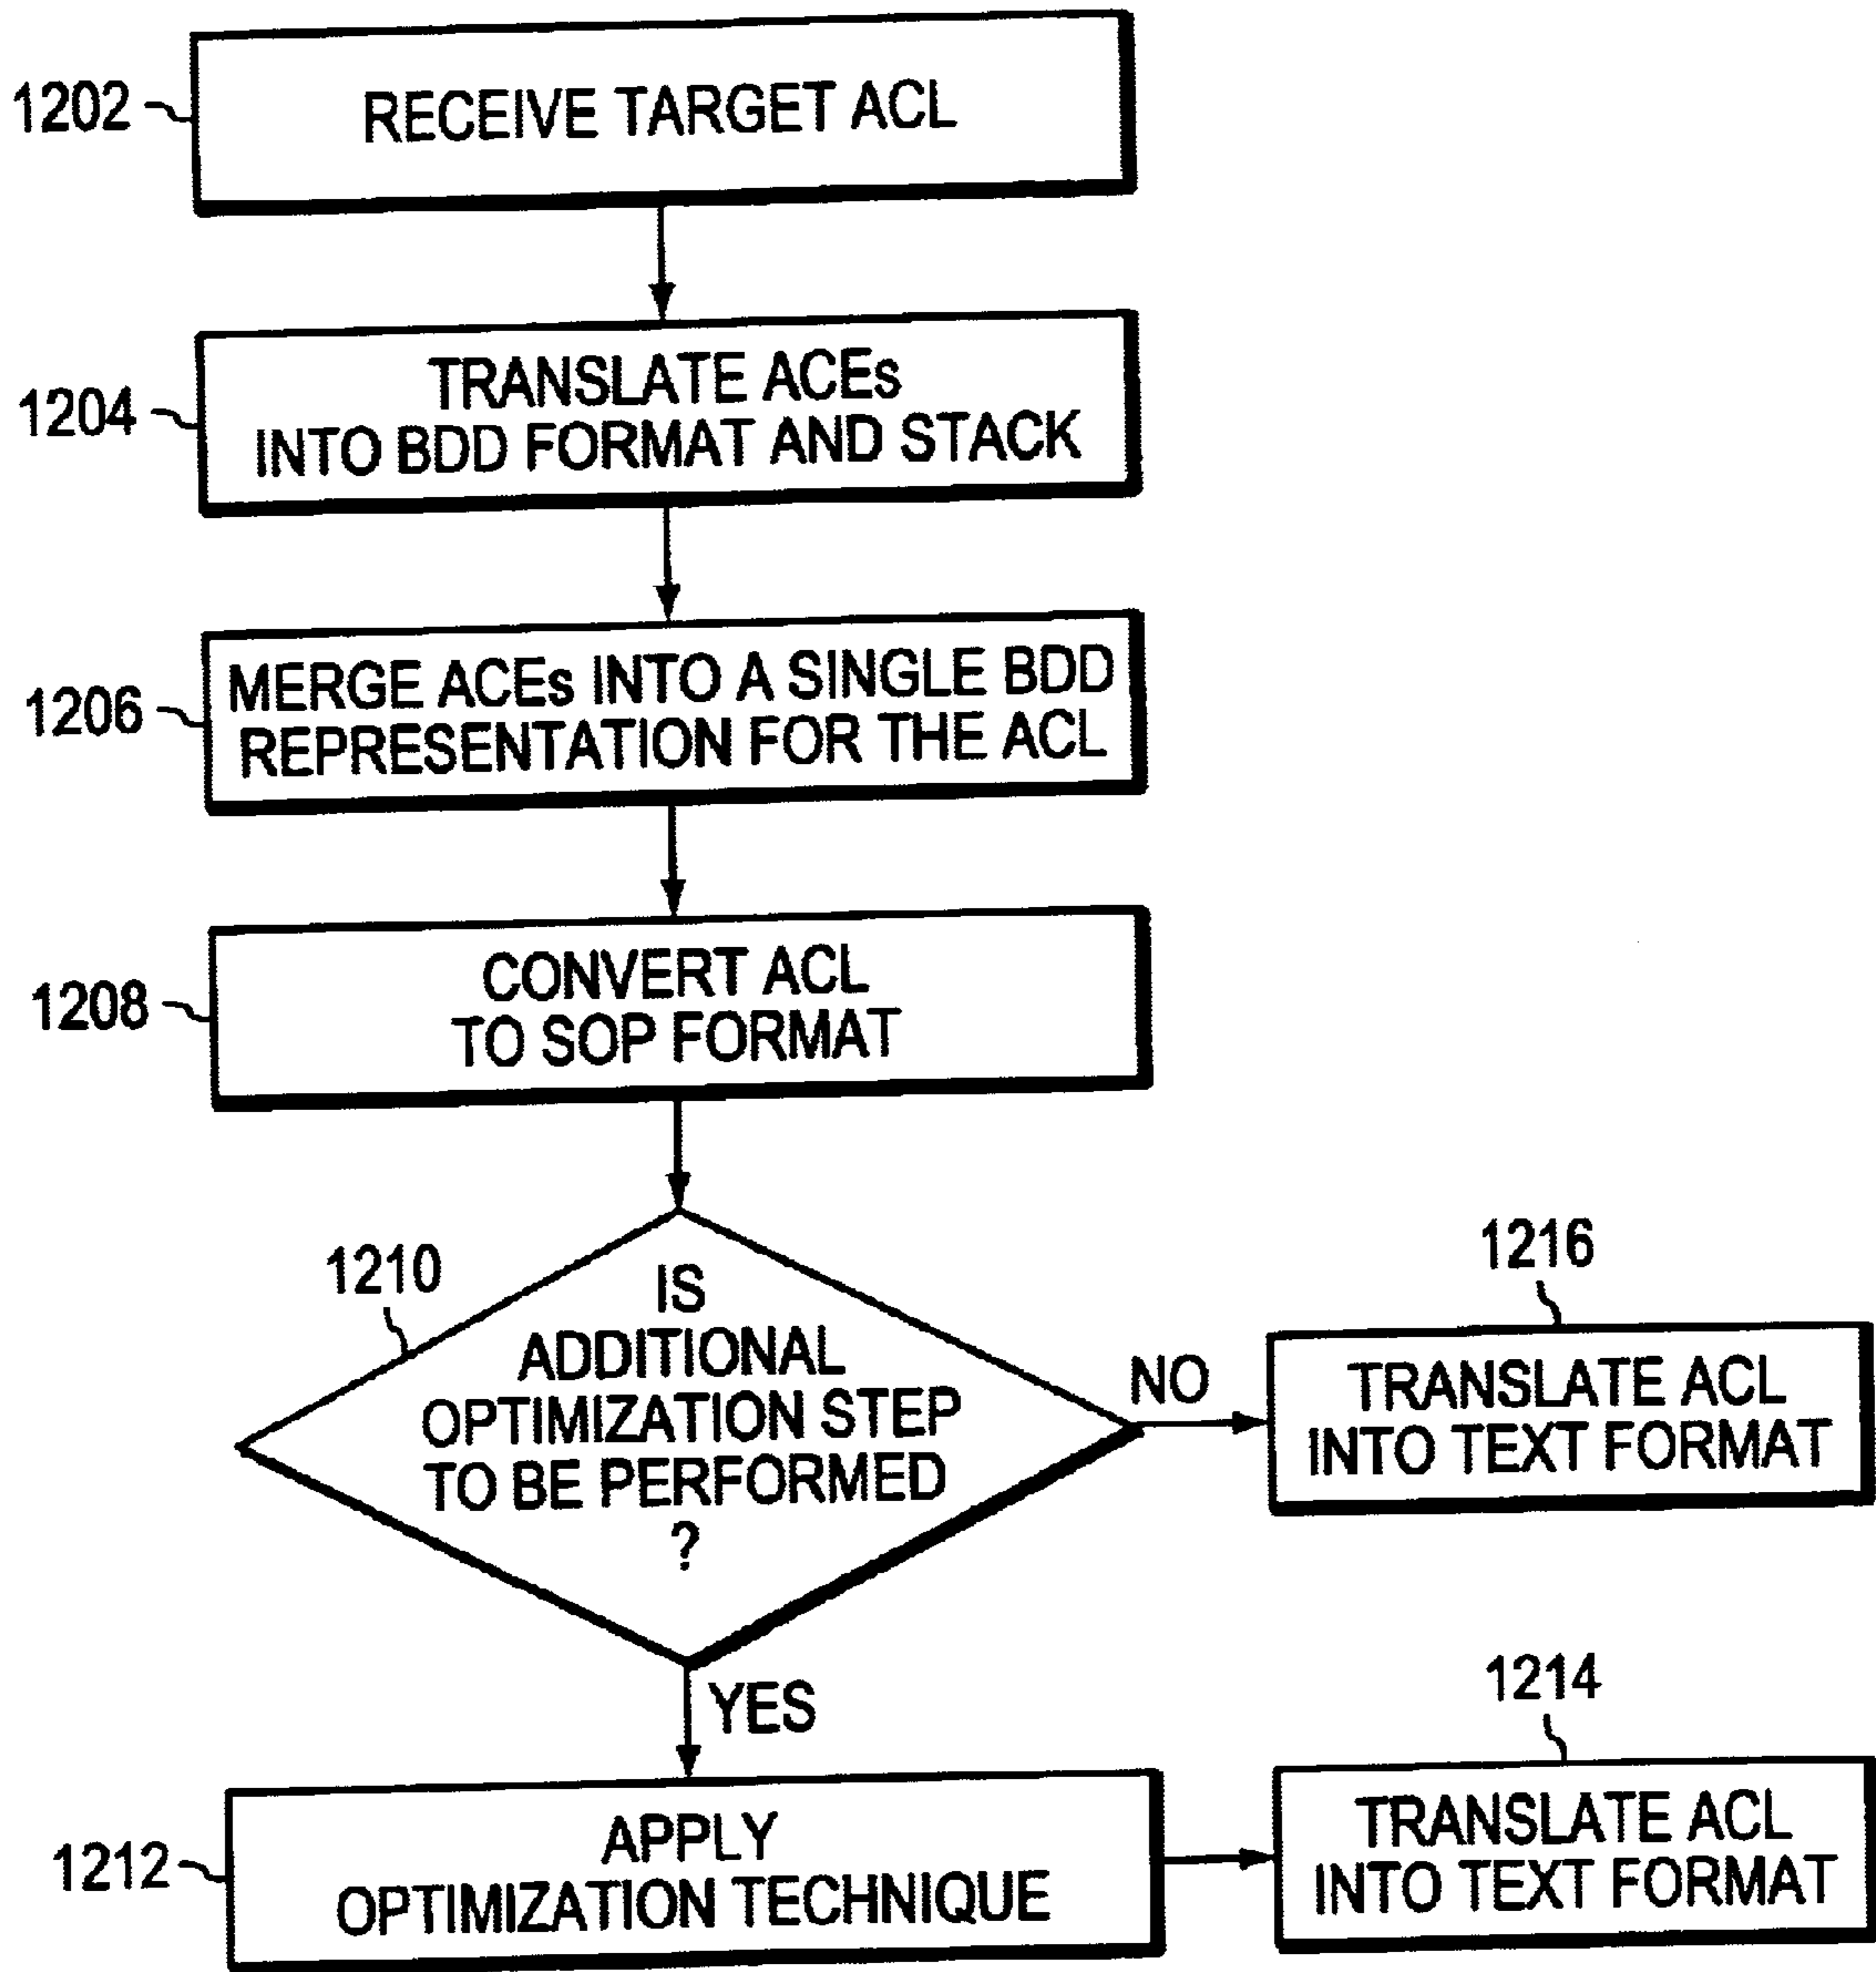 1202
RECEIVE TARGET ACL
1204
TRANSLATE ACEs
INTO BDD FORMAT AND STACK
1206
MERGE ACEs INTO A SINGLE BDD
REPRESENTATION FOR THE ACL
1208
CONVERT ACL
TO SOP FORMAT
1210
IS
ADDITIONAL
OPTIMIZATION STEP
TO BE PERFORMED
?
NO
1216
TRANSLATE ACL
INTO TEXT FORMAT
YES
1212
APPLY
OPTIMIZATION TECHNIQUE
1214
TRANSLATE ACL
INTO TEXT FORMAT